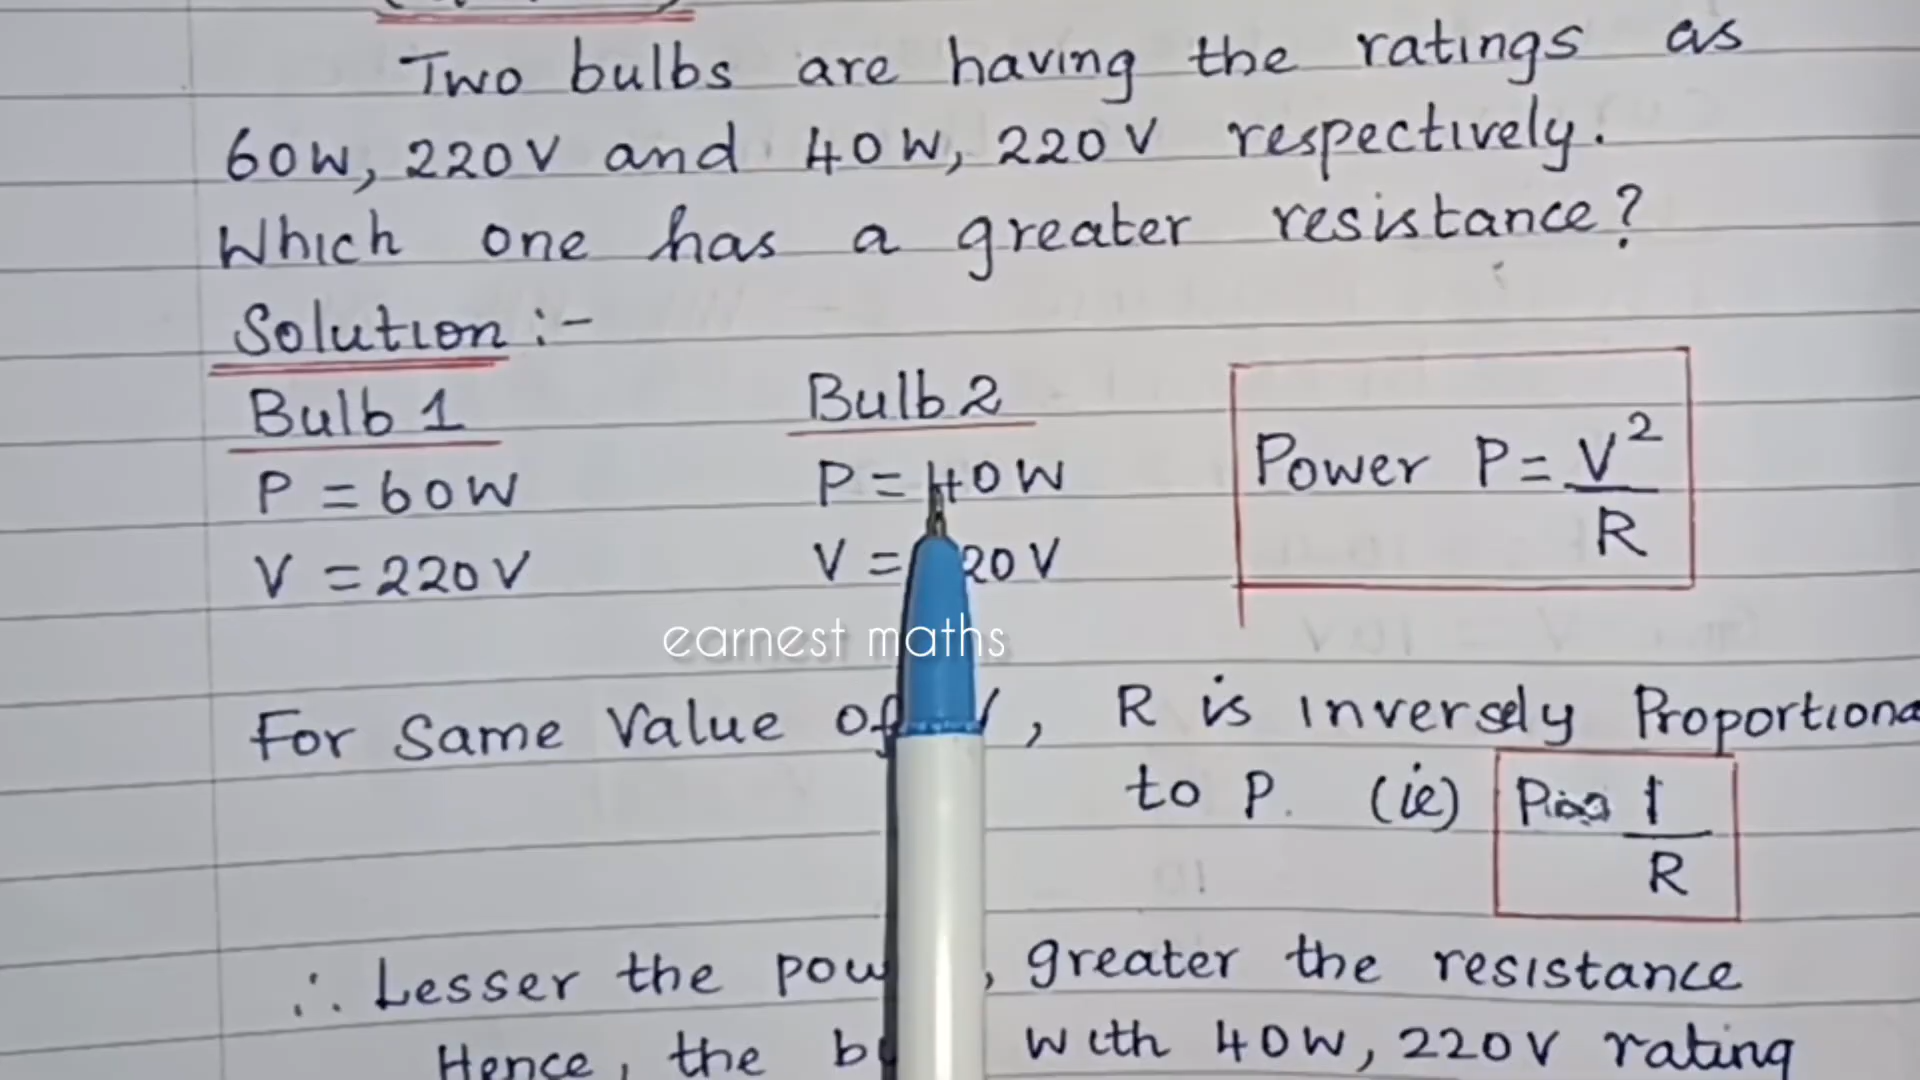 Two bulbs are having the ratings as
60W, 220V and 40W, 220V respectively.
Which one has a greater resistance?
Solution :-
Bulb 1
P = 60W
V = 220V
Bulb 2
P = 40W
V = 20V
Power P = V²/R
earnest maths
For Same Value of V, R is inversely Proportiona
to P. (ie) P 1/R
∴ Lesser the pow, greater the resistance
Hence, the b with 40W, 220V rating